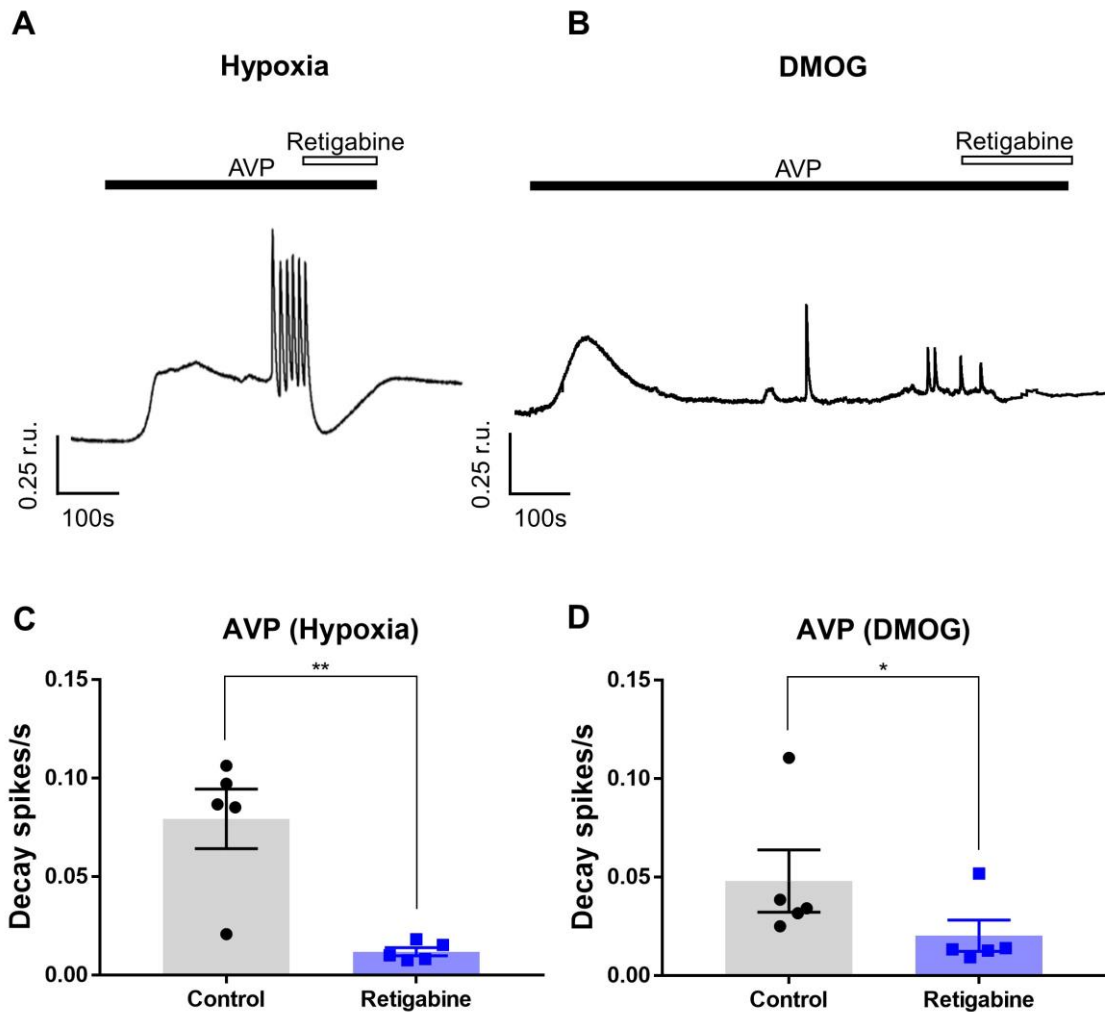 A
Hypoxia
Retigabine
AVP
0.25 r.u.
100s
B
DMOG
Retigabine
AVP
0.25 r.u.
100s
C
AVP (Hypoxia)
**
Decay spikes/s
0.15
0.10
0.05
0.00
Control Retigabine
D
AVP (DMOG)
*
Decay spikes/s
0.15
0.10
0.05
0.00
Control Retigabine